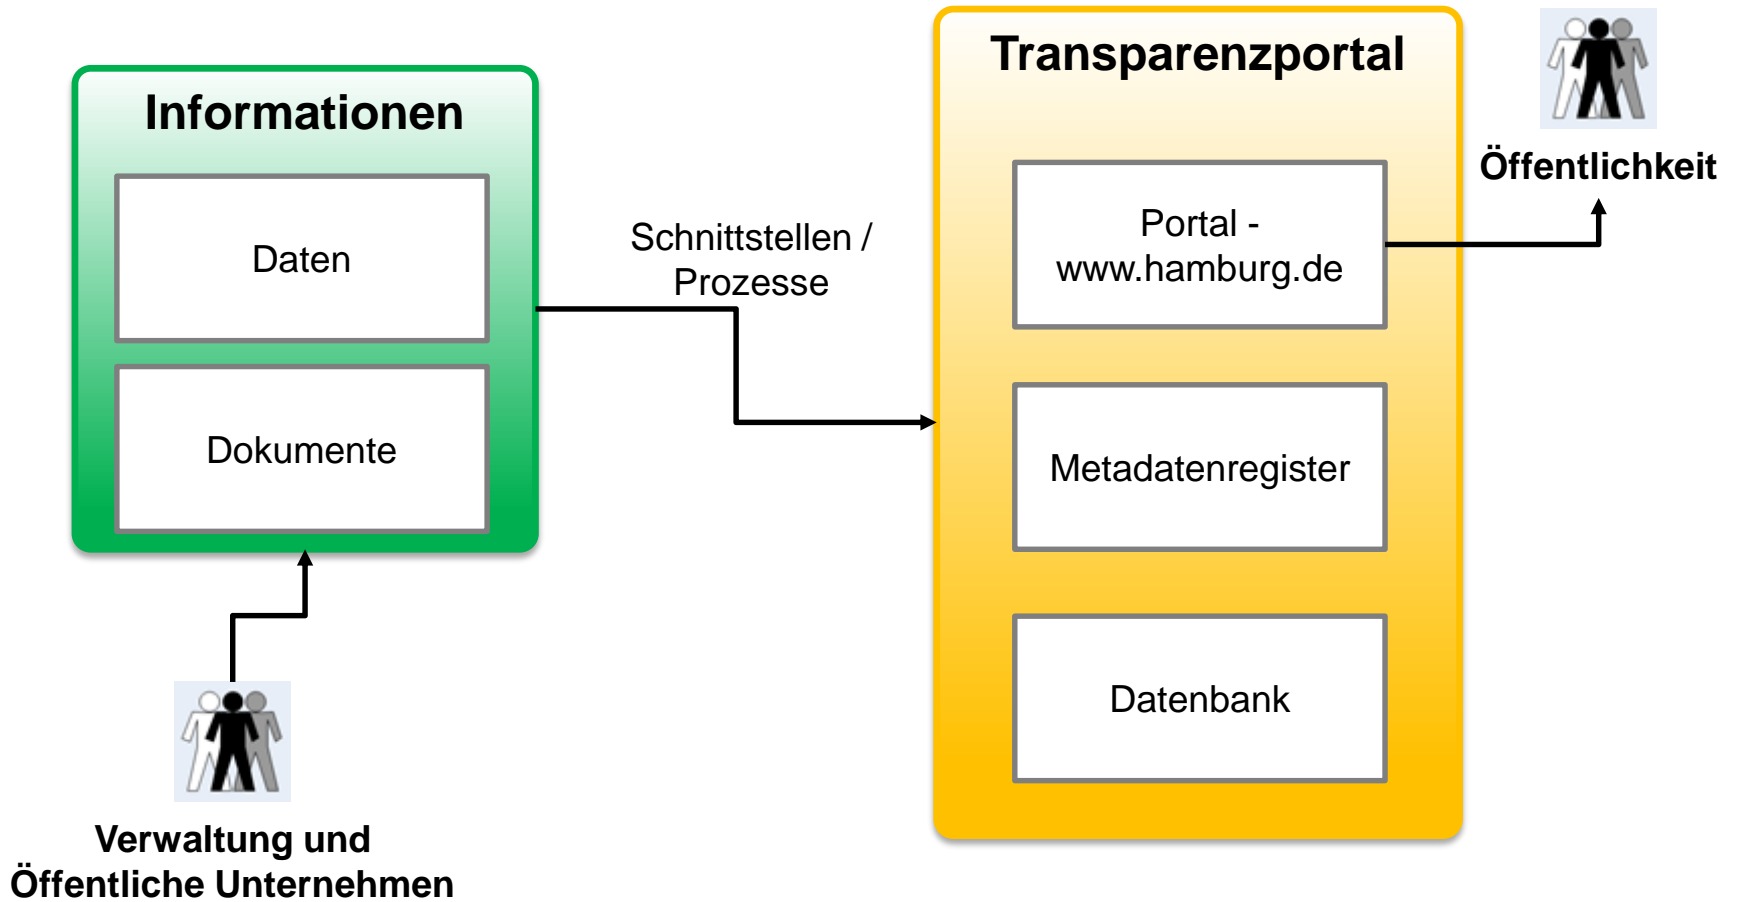 Informationen
Daten
Dokumente
Verwaltung und
Öffentliche Unternehmen
Schnittstellen /
Prozesse
Transparenzportal
Portal -
www.hamburg.de
Metadatenregister
Datenbank
Öffentlichkeit